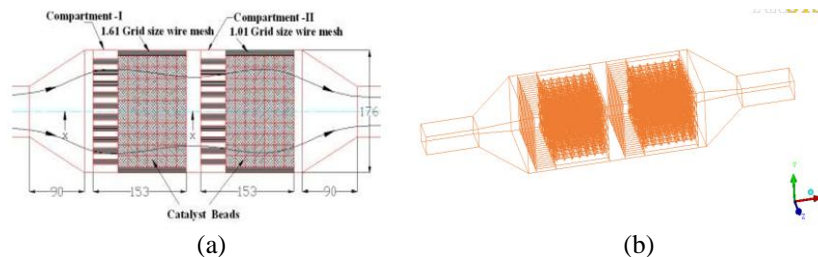 Compartment -I
Compartment-II
1.61 Grid size wire mesh
1.01 Grid size wire mesh
176
x
x
90
153
153
90
Catalyst Beads
Y
Z
(a)
(b)